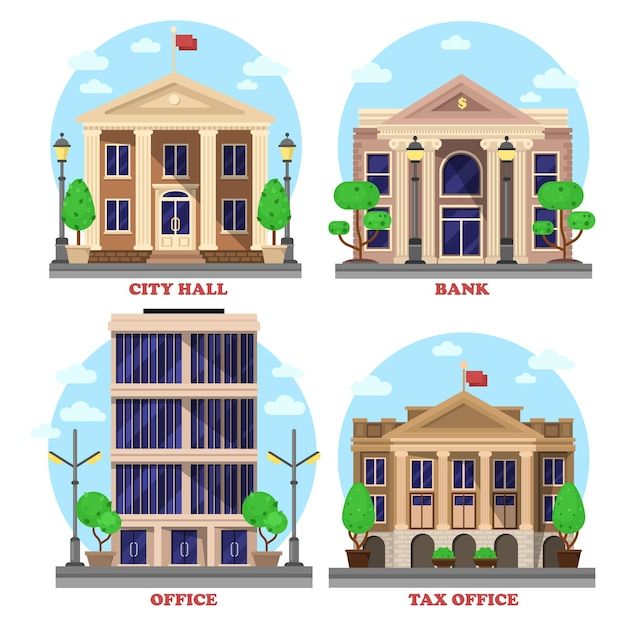 $
CITY HALL
BANK
OFFICE
TAX OFFICE